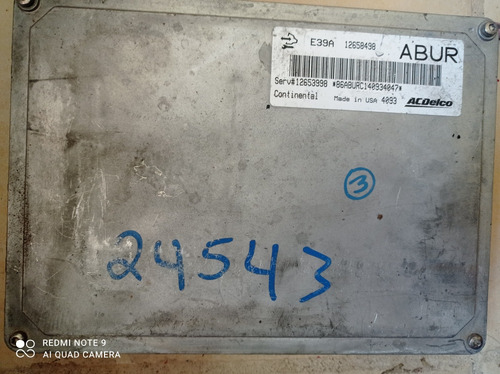 E39A 12658498 ABUR
Serv#12653998 *86ABURC140934047*
Continental Made in USA 4093 ACDelco
3
24543
REDMI NOTE 9
AI QUAD CAMERA